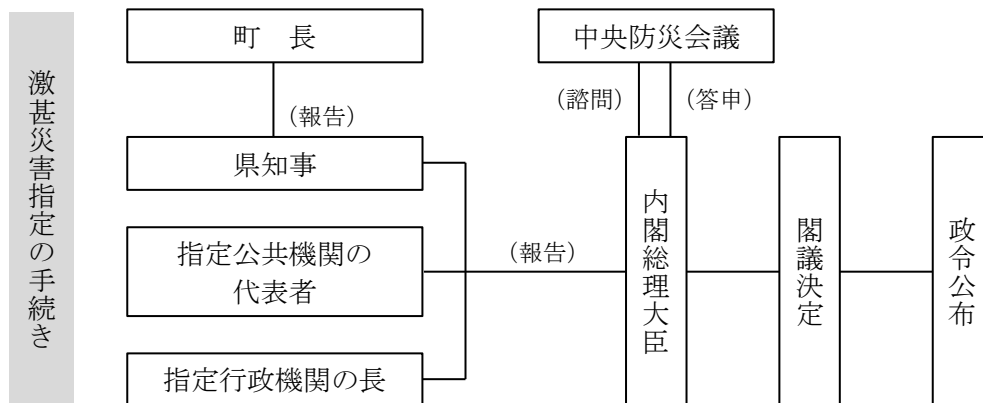 激甚災害指定の手続き
町　長
中央防災会議
（諮問）
（答申）
（報告）
県知事
指定公共機関の
代表者
（報告）
指定行政機関の長
内閣総理大臣
閣議決定
政令公布